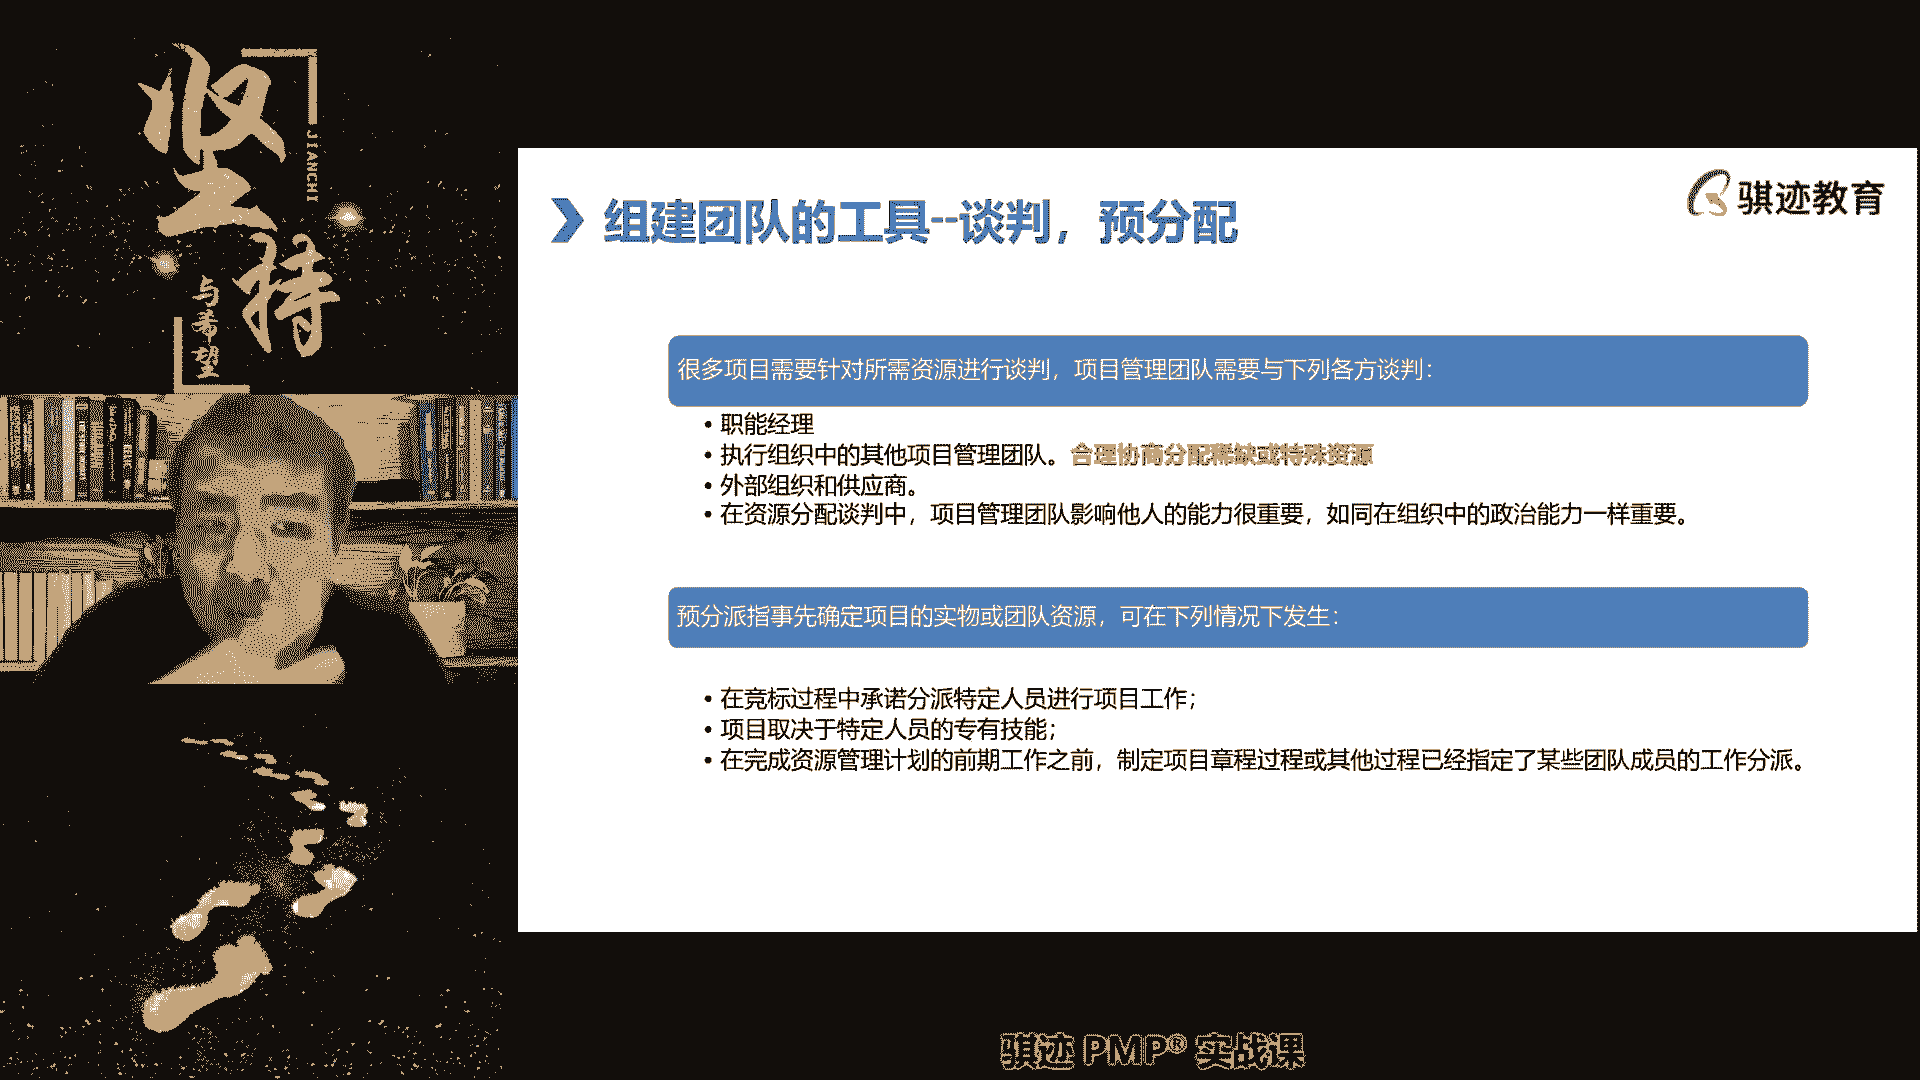 坚持
JIANCHI
与希望
骐迹教育
组建团队的工具--谈判，预分配
很多项目需要针对所需资源进行谈判，项目管理团队需要与下列各方谈判：
• 职能经理
• 执行组织中的其他项目管理团队。合理协商分配稀缺或特殊资源
• 外部组织和供应商。
• 在资源分配谈判中，项目管理团队影响他人的能力很重要，如同在组织中的政治能力一样重要。
预分派指事先确定项目的实物或团队资源，可在下列情况下发生：
• 在竞标过程中承诺分派特定人员进行项目工作；
• 项目取决于特定人员的专有技能；
• 在完成资源管理计划的前期工作之前，制定项目章程过程或其他过程已经指定了某些团队成员的工作分派。
骐迹 PMP® 实战课